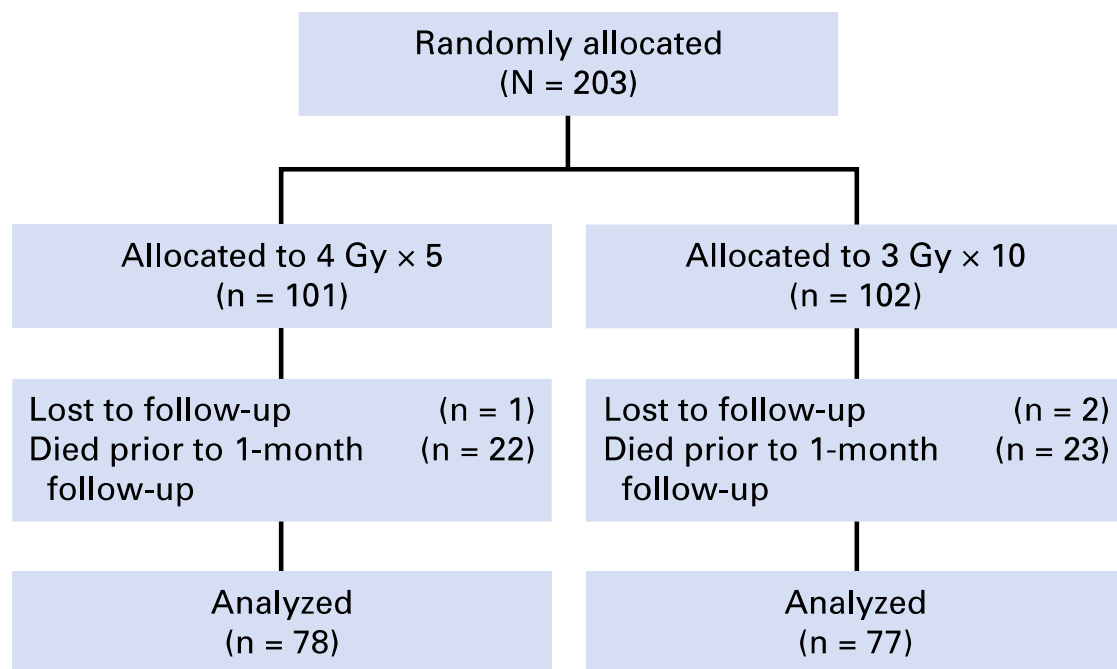 Randomly allocated
(N = 203)
Allocated to 4 Gy × 5
(n = 101)
Allocated to 3 Gy × 10
(n = 102)
Lost to follow-up (n = 1)
Died prior to 1-month (n = 22)
follow-up
Lost to follow-up (n = 2)
Died prior to 1-month (n = 23)
follow-up
Analyzed
(n = 78)
Analyzed
(n = 77)